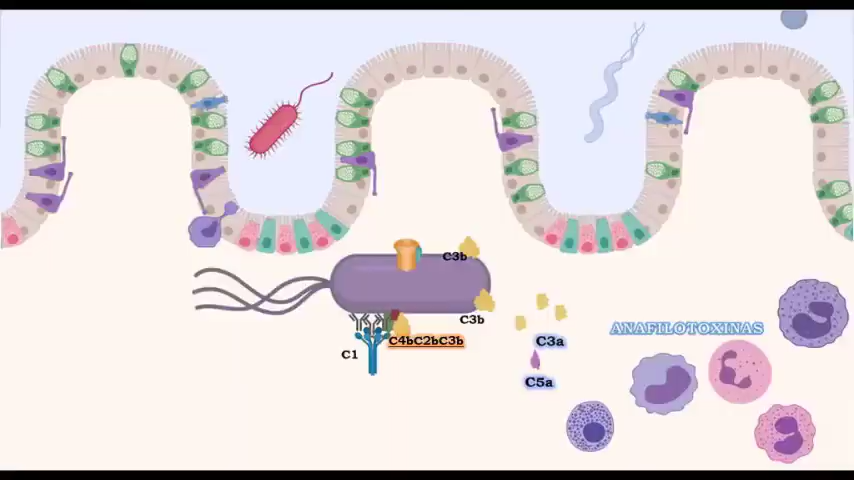 C3b
C3b
ANAFILOTOXINAS
C1
C4bC2bC3b
C3a
C5a